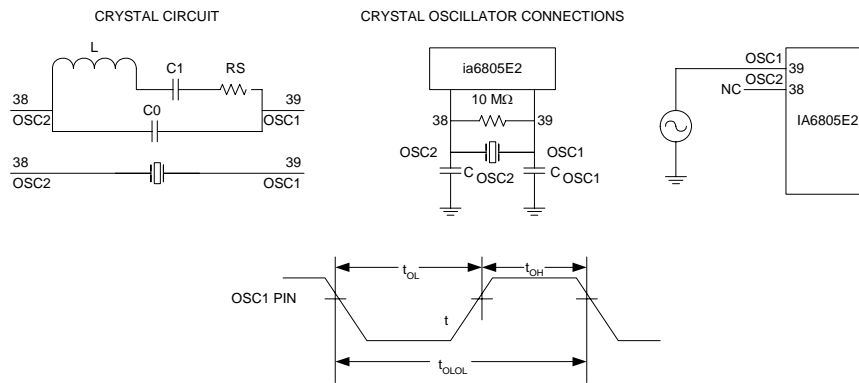 CRYSTAL CIRCUIT
L
C1
RS
38
OSC2
39
OSC1
C0
38
OSC2
39
OSC1
CRYSTAL OSCILLATOR CONNECTIONS
ia6805E2
10 MΩ
38
39
OSC2
OSC1
C OSC2
C OSC1
OSC1
39
OSC2
NC
38
IA6805E2
tOL
tOH
OSC1 PIN
t
tOLOL